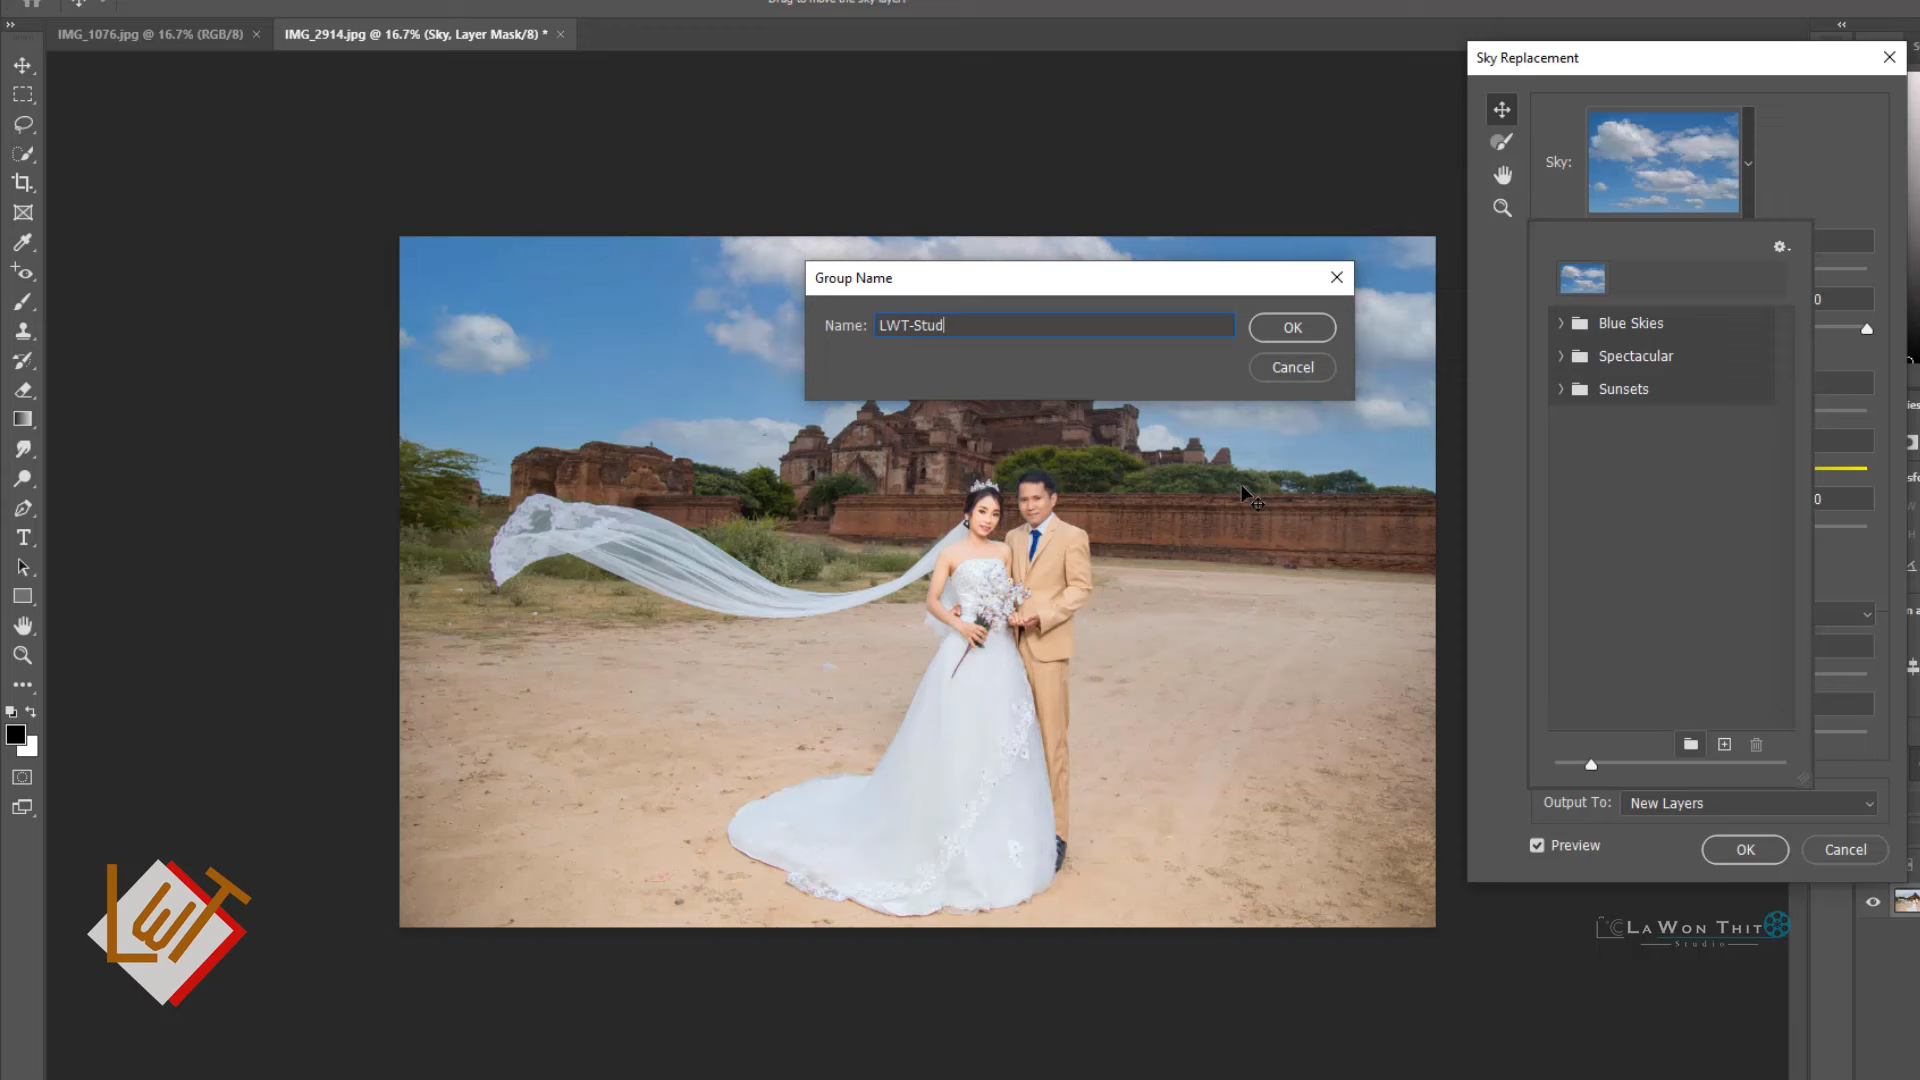 IMG_1076.jpg @ 16.7% (RGB/8)
IMG_2914.jpg @ 16.7% (Sky, Layer Mask/8) *
Sky Replacement
Sky:
Group Name
Name:
LWT-Stud
OK
Cancel
Blue Skies
Spectacular
Sunsets
Output To:
New Layers
Preview
OK
Cancel
LWT
LA WON THIT
Studio